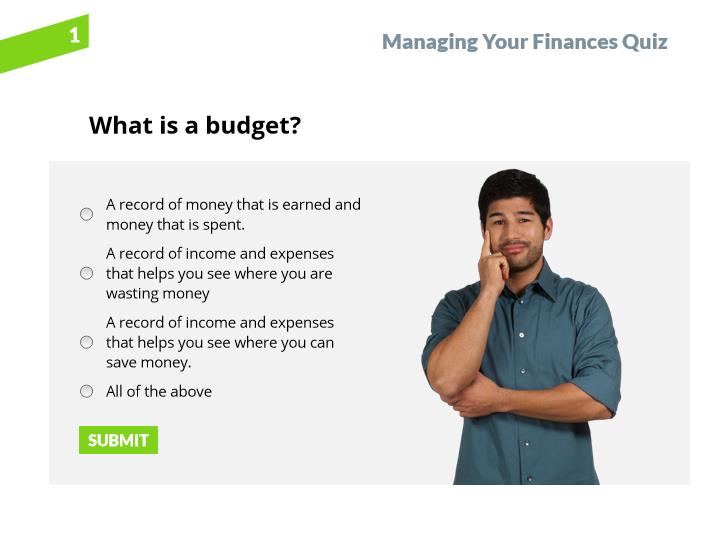 1
Managing Your Finances Quiz
What is a budget?
A record of money that is earned and
money that is spent.
A record of income and expenses
that helps you see where you are
wasting money
A record of income and expenses
that helps you see where you can
save money.
All of the above
SUBMIT